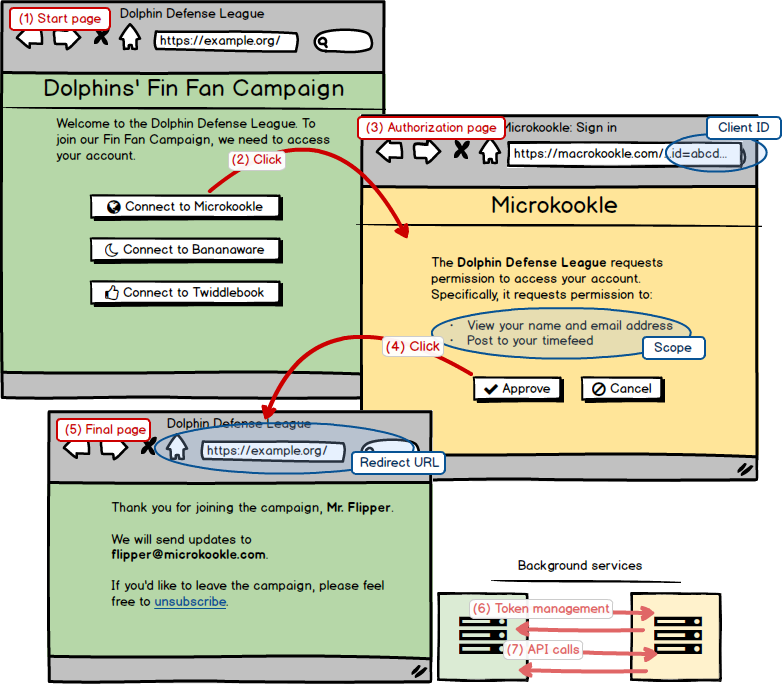 (1) Start page
Dolphin Defense League
https://example.org/
Dolphins' Fin Fan Campaign
Welcome to the Dolphin Defense League. To
join our Fin Fan Campaign, we need to access
your account.
(2) Click
Connect to Microkookle
Connect to Bananaware
Connect to Twiddlebook
(3) Authorization page
Microkookle: Sign in
Client ID
https://macrokookle.com/...id=abcd...
Microkookle
The Dolphin Defense League requests
permission to access your account.
Specifically, it requests permission to:
· View your name and email address
· Post to your timefeed
Scope
(4) Click
Approve
Cancel
(5) Final page
Dolphin Defense League
https://example.org/
Redirect URL
Thank you for joining the campaign, Mr. Flipper.
We will send updates to
flipper@microkookle.com.
If you'd like to leave the campaign, please feel
free to unsubscribe.
Background services
(6) Token management
(7) API calls